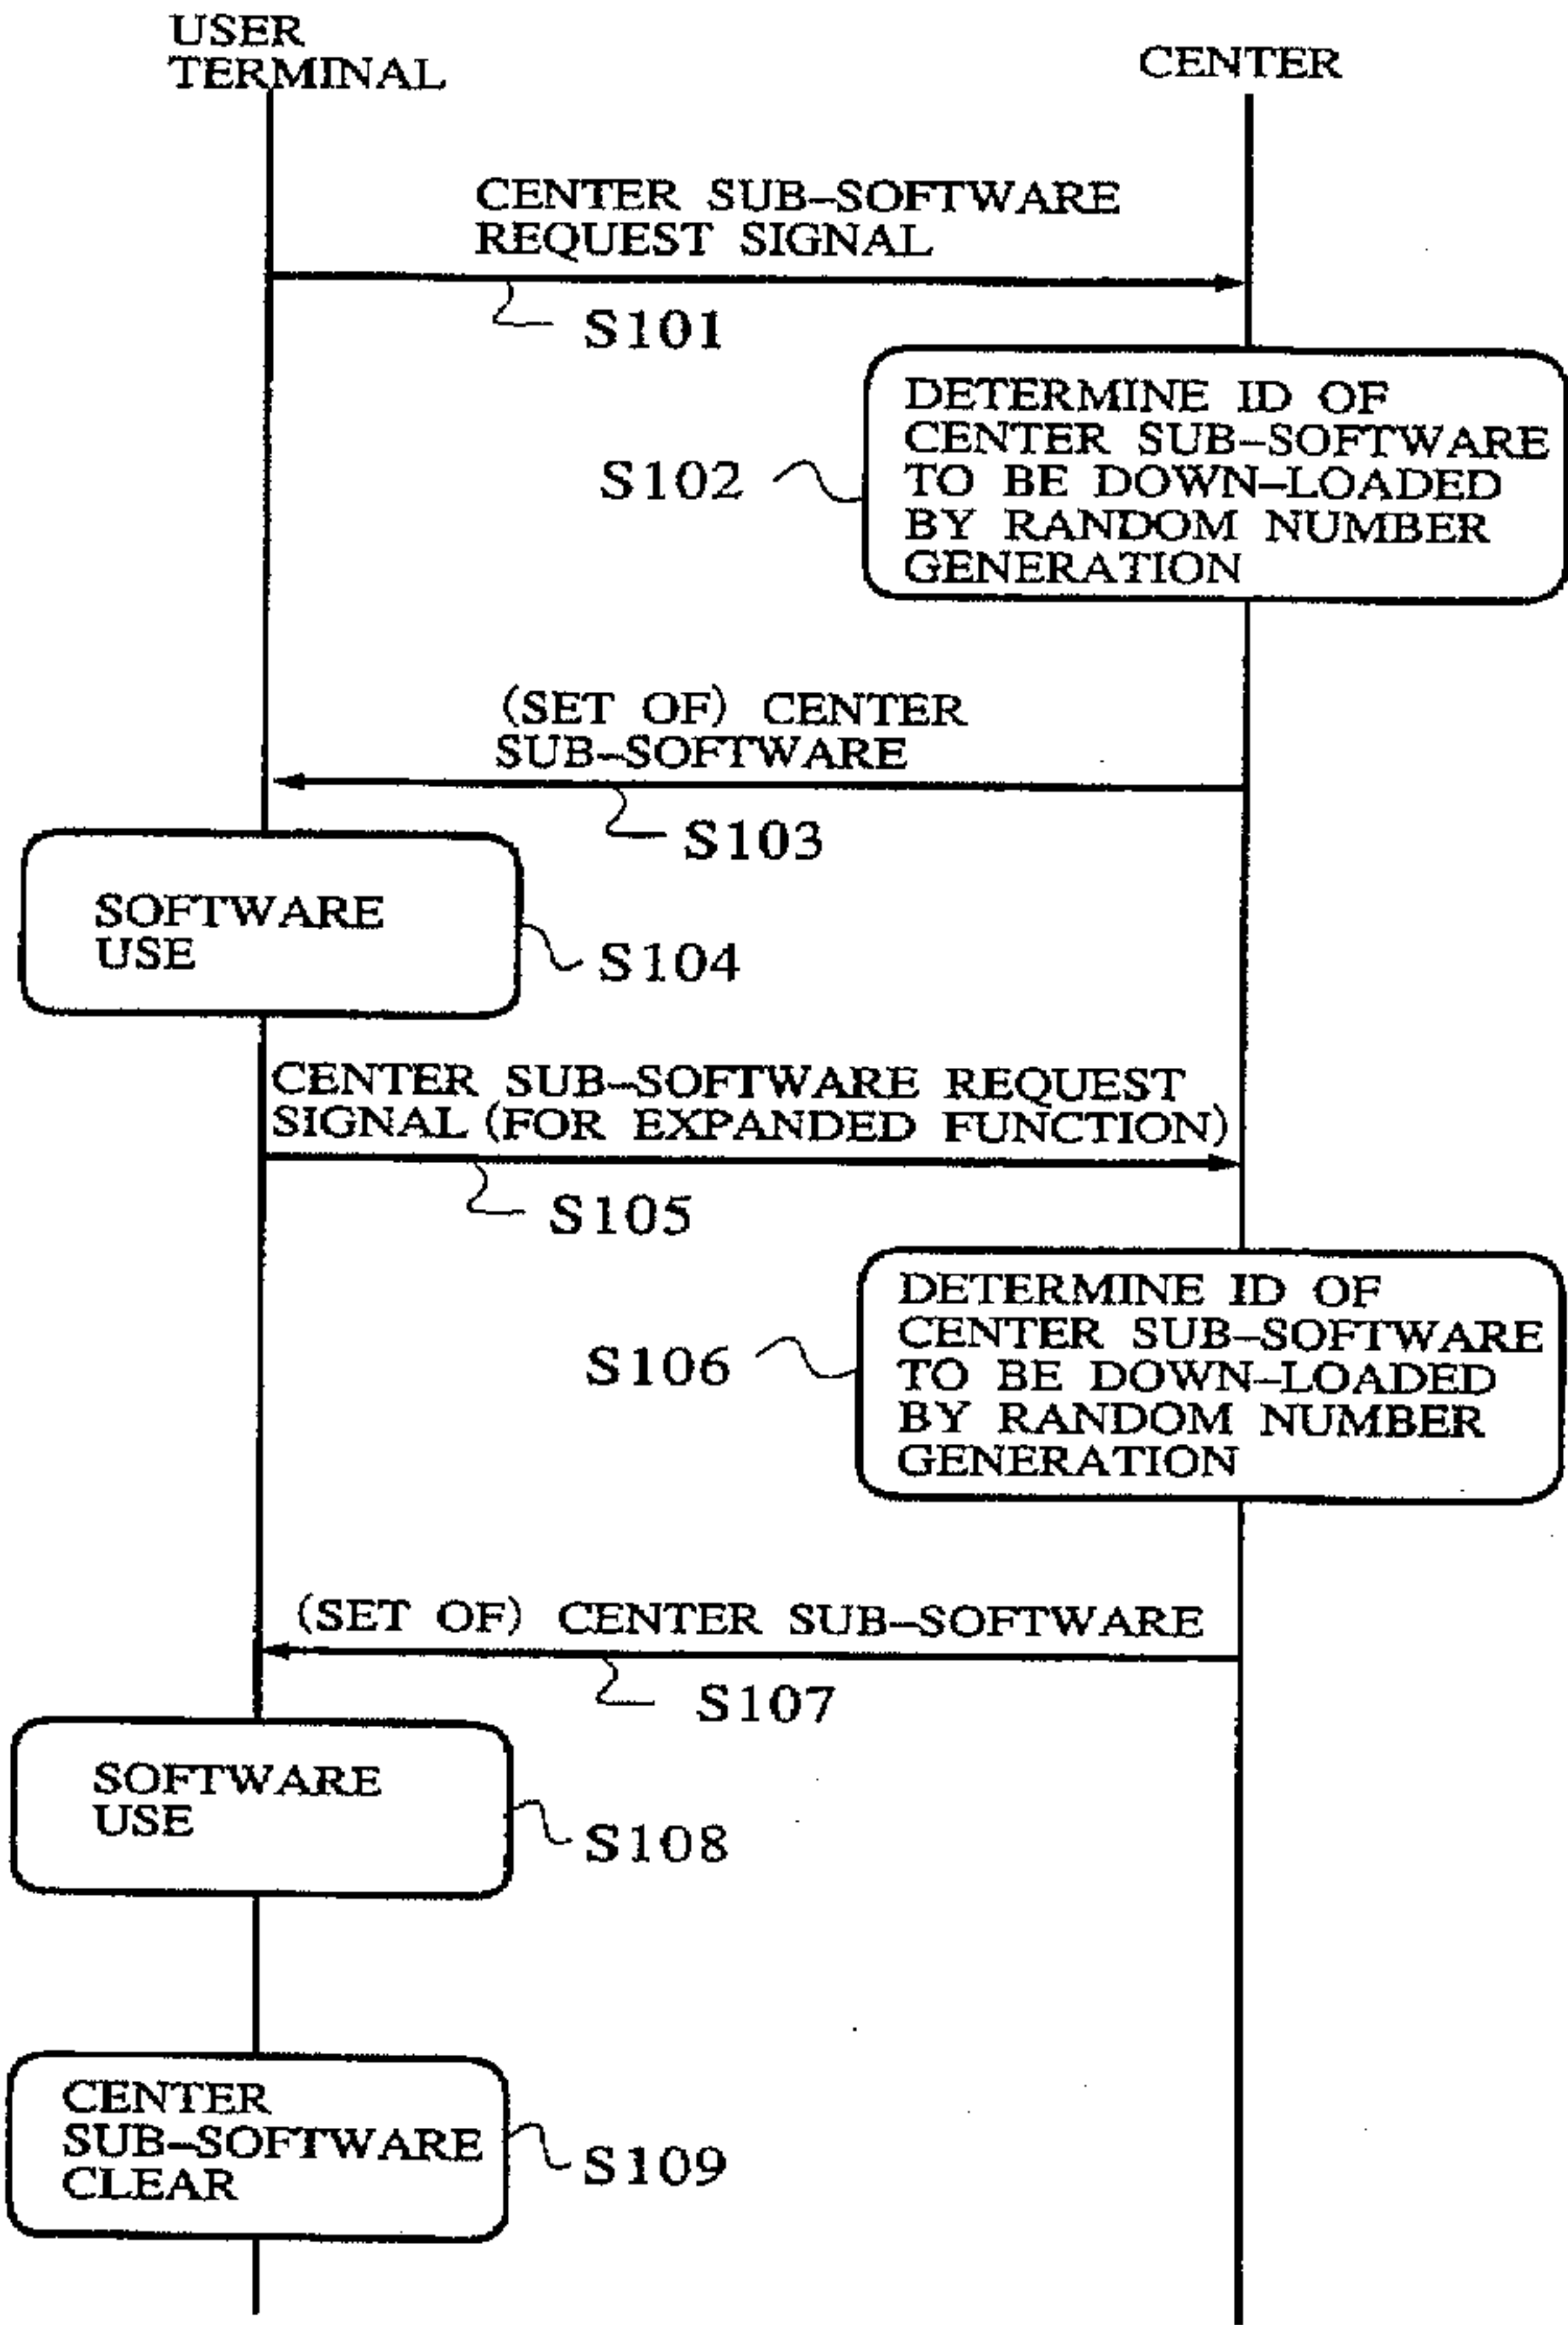 USER
TERMINAL
CENTER
CENTER SUB-SOFTWARE
REQUEST SIGNAL
S101
DETERMINE ID OF
CENTER SUB-SOFTWARE
TO BE DOWN-LOADED
BY RANDOM NUMBER
GENERATION
S102
(SET OF) CENTER
SUB-SOFTWARE
S103
SOFTWARE
USE
S104
CENTER SUB-SOFTWARE REQUEST
SIGNAL (FOR EXPANDED FUNCTION)
S105
DETERMINE ID OF
CENTER SUB-SOFTWARE
TO BE DOWN-LOADED
BY RANDOM NUMBER
GENERATION
S106
(SET OF) CENTER SUB-SOFTWARE
S107
SOFTWARE
USE
S108
CENTER
SUB-SOFTWARE
CLEAR
S109